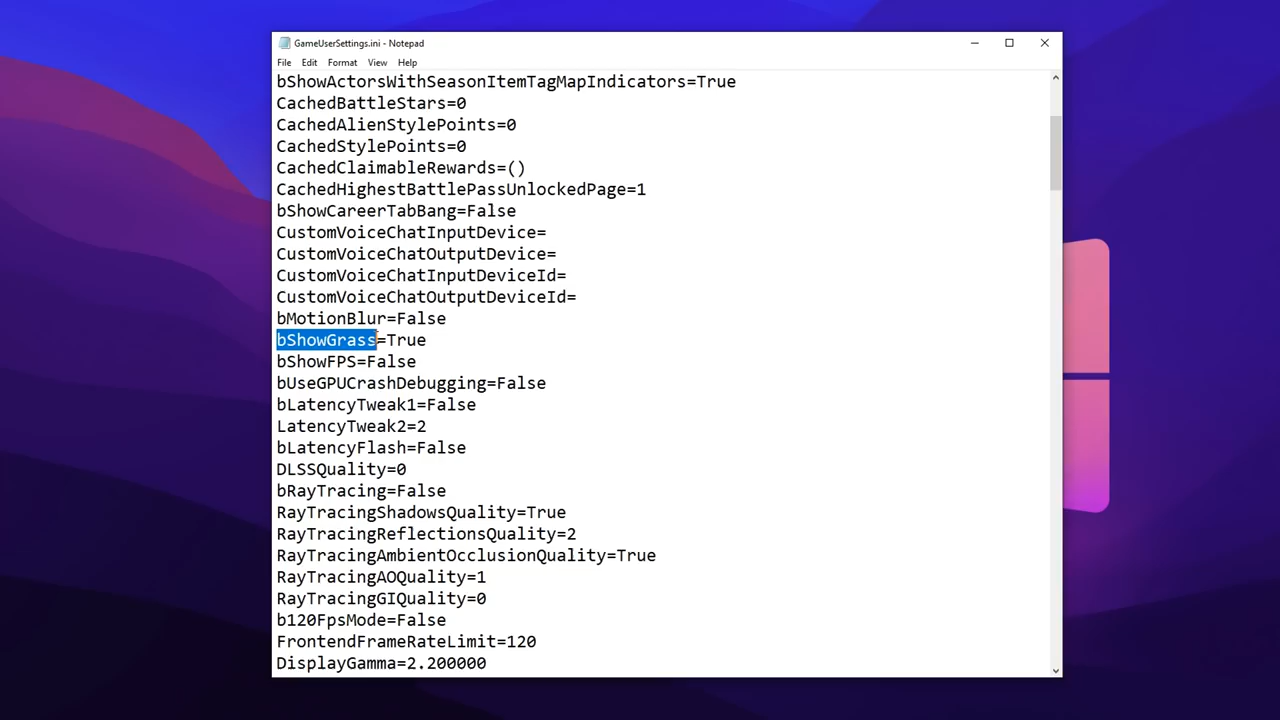 GameUserSettings.ini - Notepad
File Edit Format View Help
bShowActorsWithSeasonItemTagMapIndicators=True
CachedBattleStars=0
CachedAlienStylePoints=0
CachedStylePoints=0
CachedClaimableRewards=()
CachedHighestBattlePassUnlockedPage=1
bShowCareerTabBang=False
CustomVoiceChatInputDevice=
CustomVoiceChatOutputDevice=
CustomVoiceChatInputDeviceId=
CustomVoiceChatOutputDeviceId=
bMotionBlur=False
bShowGrass=True
bShowFPS=False
bUseGPUCrashDebugging=False
bLatencyTweak1=False
LatencyTweak2=2
bLatencyFlash=False
DLSSQuality=0
bRayTracing=False
RayTracingShadowsQuality=True
RayTracingReflectionsQuality=2
RayTracingAmbientOcclusionQuality=True
RayTracingAOQuality=1
RayTracingGIQuality=0
b120FpsMode=False
FrontendFrameRateLimit=120
DisplayGamma=2.200000